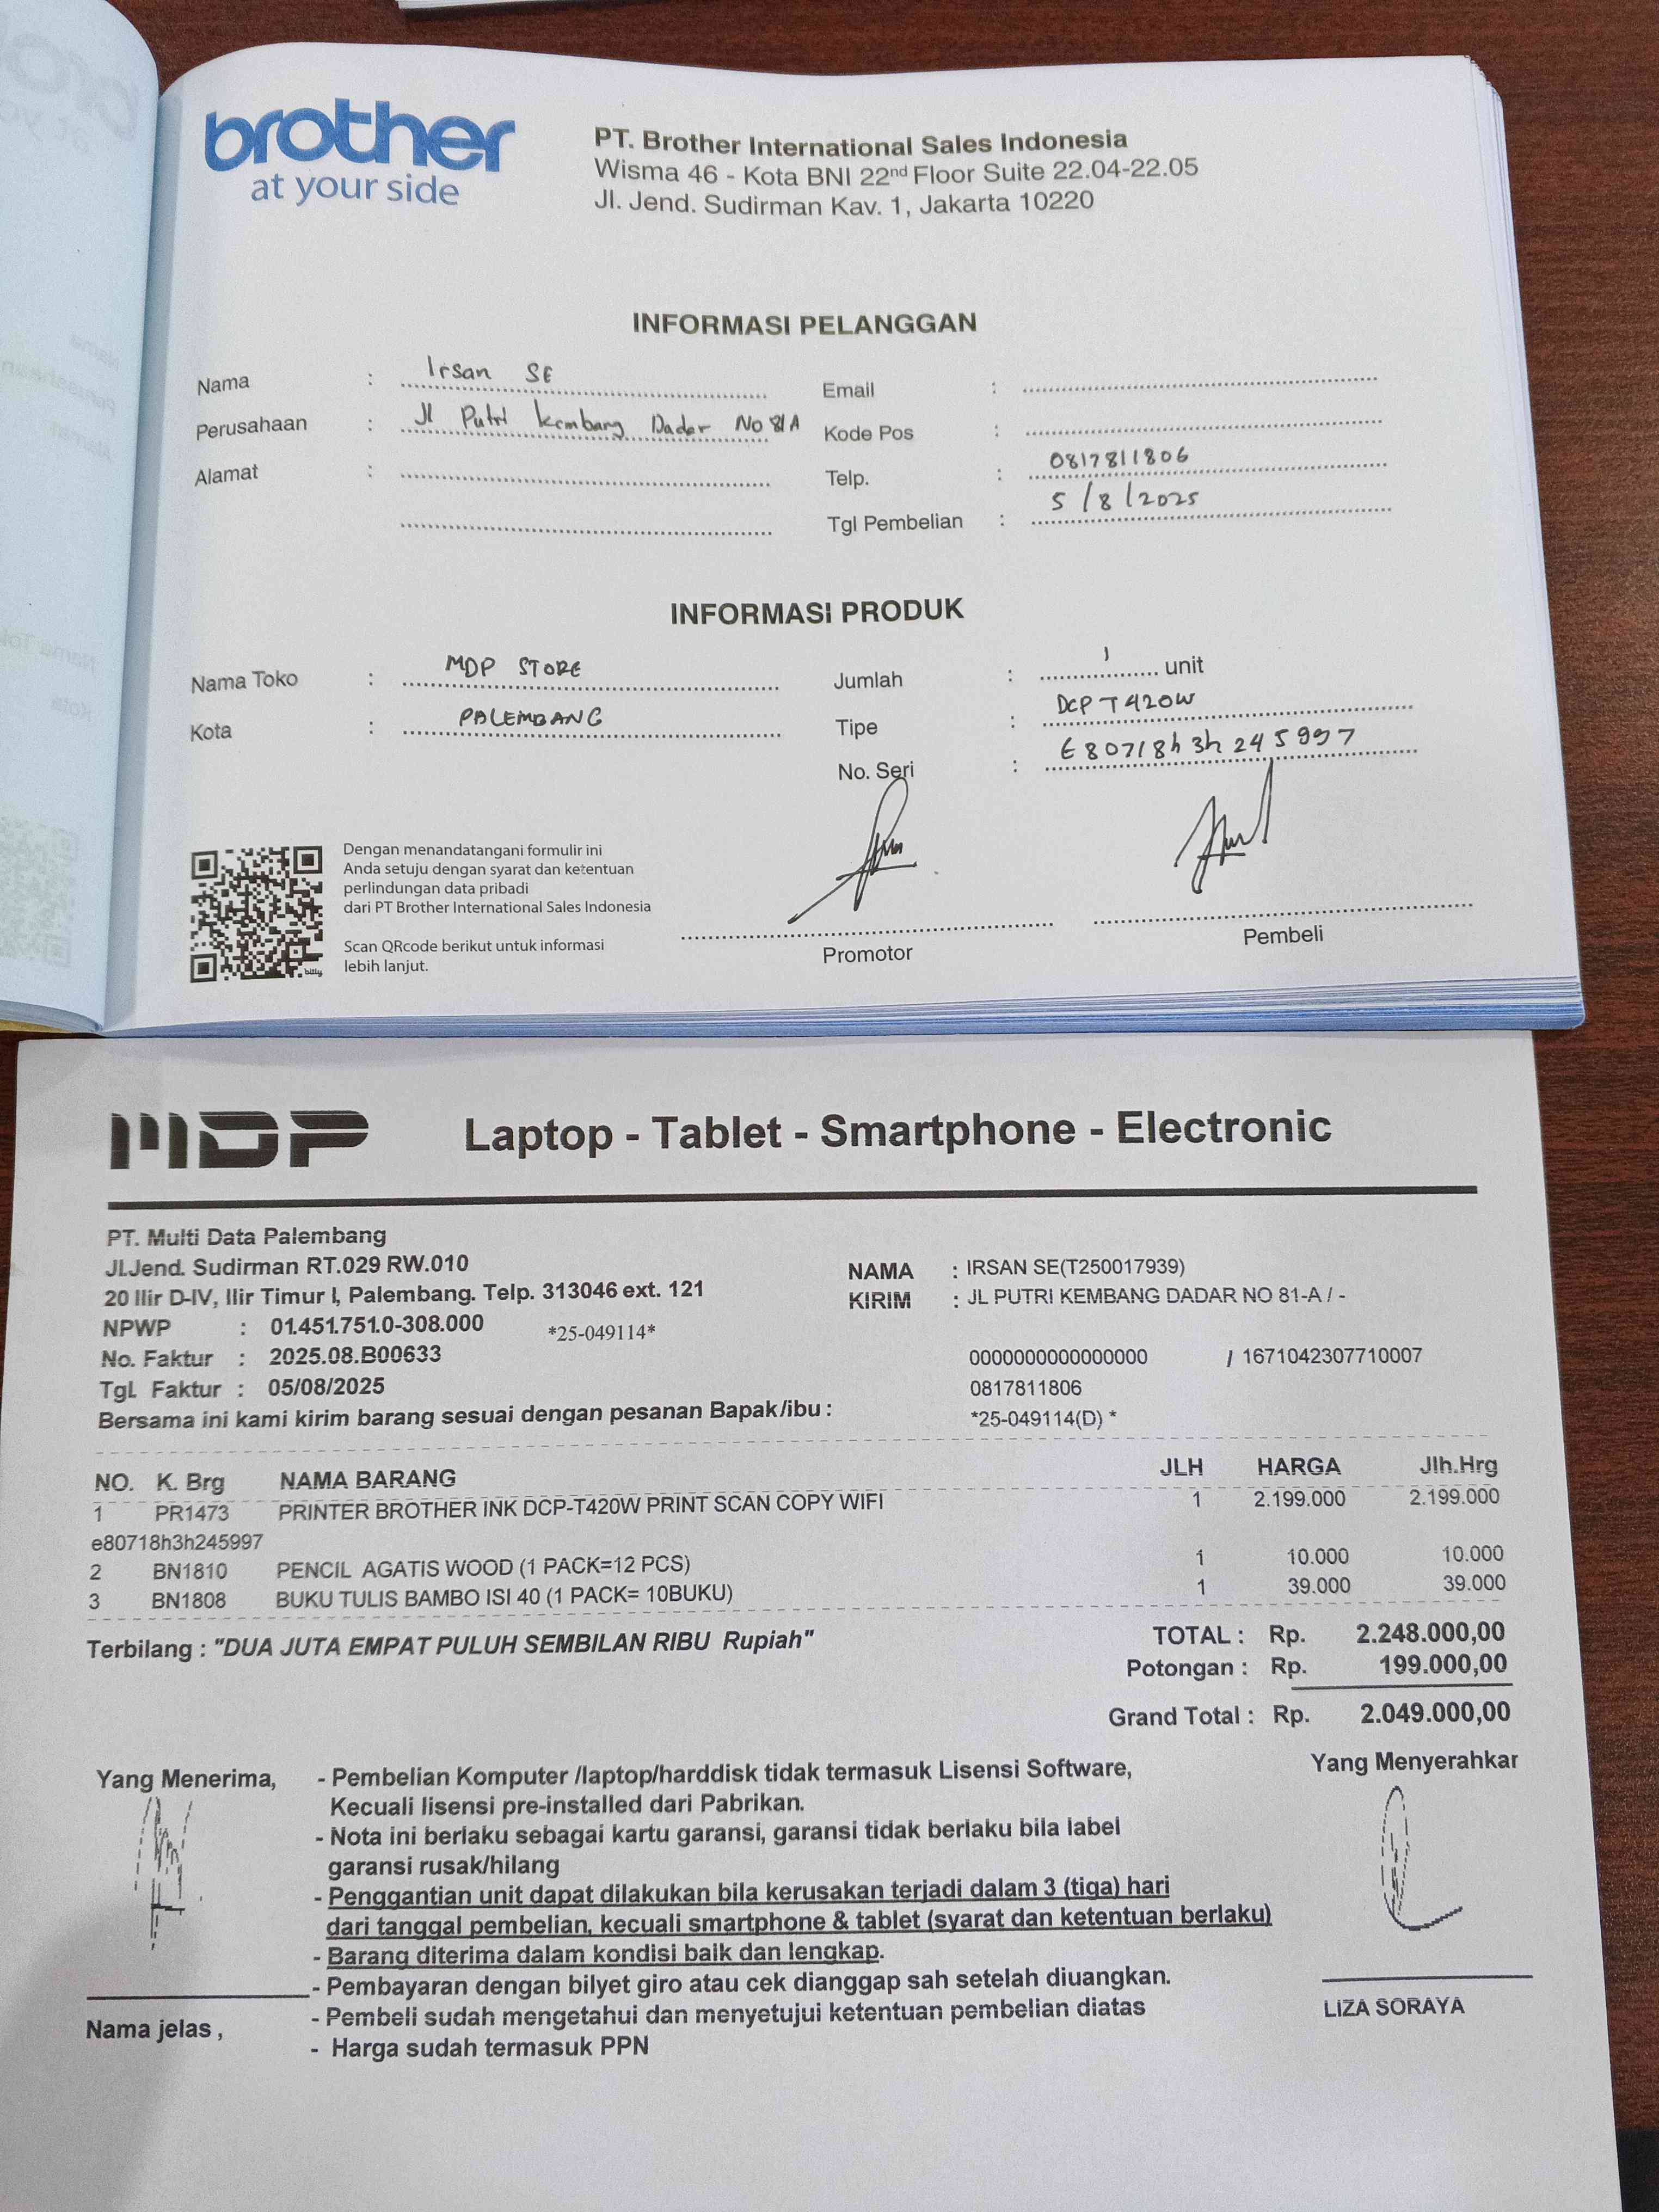 brother
at your side
PT. Brother International Sales Indonesia
Wisma 46 - Kota BNI 22nd Floor Suite 22.04-22.05
Jl. Jend. Sudirman Kav. 1, Jakarta 10220
INFORMASI PELANGGAN
Nama : Irsan SE
Perusahaan : Jl Putri Kembang Dadar No 81A
Alamat :
Email :
Kode Pos :
Telp. : 0817811806
Tgl Pembelian : 5/8/2025
INFORMASI PRODUK
Nama Toko : MDP STORE
Kota : PALEMBANG
Jumlah : 1 unit
Tipe : DCP T420W
No. Seri : E80718h3h245997
Dengan menandatangani formulir ini
Anda setuju dengan syarat dan ketentuan
perlindungan data pribadi
dari PT Brother International Sales Indonesia
Scan QRcode berikut untuk informasi
lebih lanjut.
bitly
Promotor
Pembeli
MDP Laptop - Tablet - Smartphone - Electronic
PT. Multi Data Palembang
Jl.Jend. Sudirman RT.029 RW.010
20 Ilir D-IV, Ilir Timur I, Palembang. Telp. 313046 ext. 121
NPWP : 01.451.751.0-308.000 *25-049114*
No. Faktur : 2025.08.B00633
Tgl. Faktur : 05/08/2025
Bersama ini kami kirim barang sesuai dengan pesanan Bapak/ibu :
NAMA : IRSAN SE(T250017939)
KIRIM : JL PUTRI KEMBANG DADAR NO 81-A / -
0000000000000000 / 1671042307710007
0817811806
*25-049114(D) *
NO. K. Brg NAMA BARANG JLH HARGA Jlh.Hrg
1 PR1473 PRINTER BROTHER INK DCP-T420W PRINT SCAN COPY WIFI 1 2.199.000 2.199.000
e80718h3h245997
2 BN1810 PENCIL AGATIS WOOD (1 PACK=12 PCS) 1 10.000 10.000
3 BN1808 BUKU TULIS BAMBO ISI 40 (1 PACK= 10BUKU) 1 39.000 39.000
Terbilang : "DUA JUTA EMPAT PULUH SEMBILAN RIBU Rupiah"
TOTAL : Rp. 2.248.000,00
Potongan : Rp. 199.000,00
Grand Total : Rp. 2.049.000,00
Yang Menerima,
- Pembelian Komputer /laptop/harddisk tidak termasuk Lisensi Software,
Kecuali lisensi pre-installed dari Pabrikan.
- Nota ini berlaku sebagai kartu garansi, garansi tidak berlaku bila label
garansi rusak/hilang
- Penggantian unit dapat dilakukan bila kerusakan terjadi dalam 3 (tiga) hari
dari tanggal pembelian, kecuali smartphone & tablet (syarat dan ketentuan berlaku)
- Barang diterima dalam kondisi baik dan lengkap.
- Pembayaran dengan bilyet giro atau cek dianggap sah setelah diuangkan.
- Pembeli sudah mengetahui dan menyetujui ketentuan pembelian diatas
- Harga sudah termasuk PPN
Nama jelas ,
Yang Menyerahkar
LIZA SORAYA